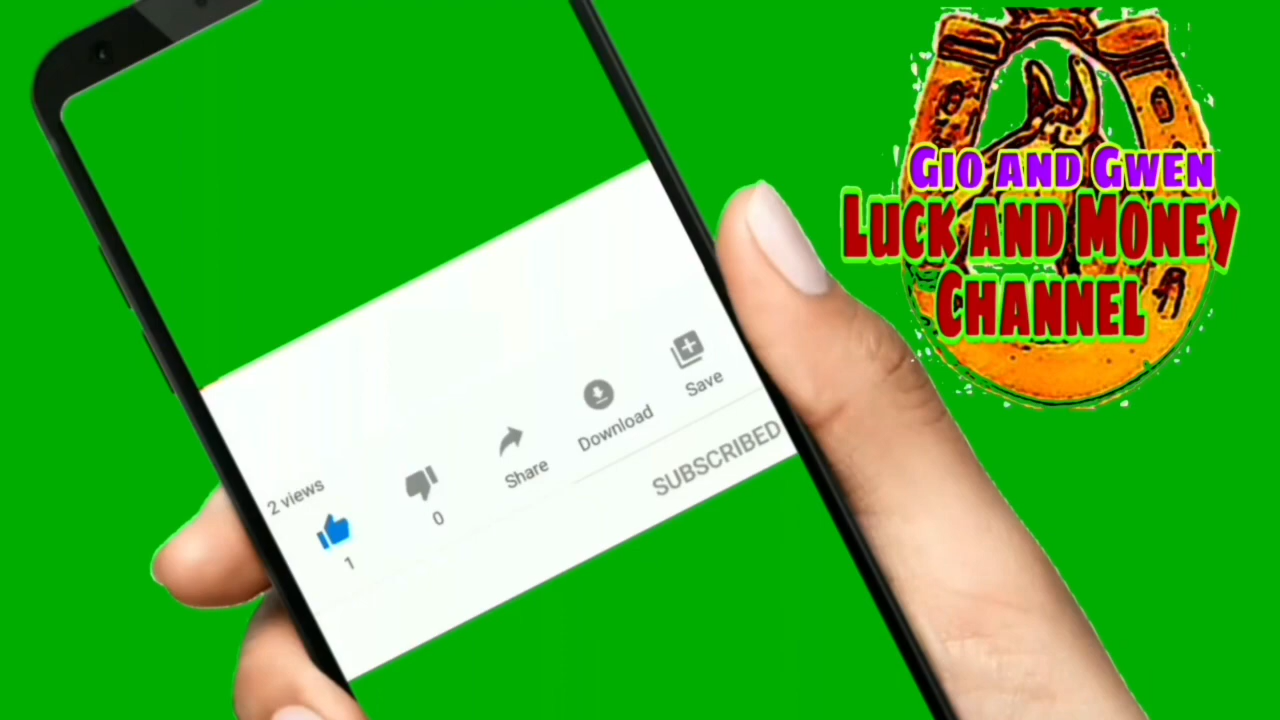 Gio and Gwen
Luck and Money
Channel
2 views
1
0
Share
Download
Save
SUBSCRIBED